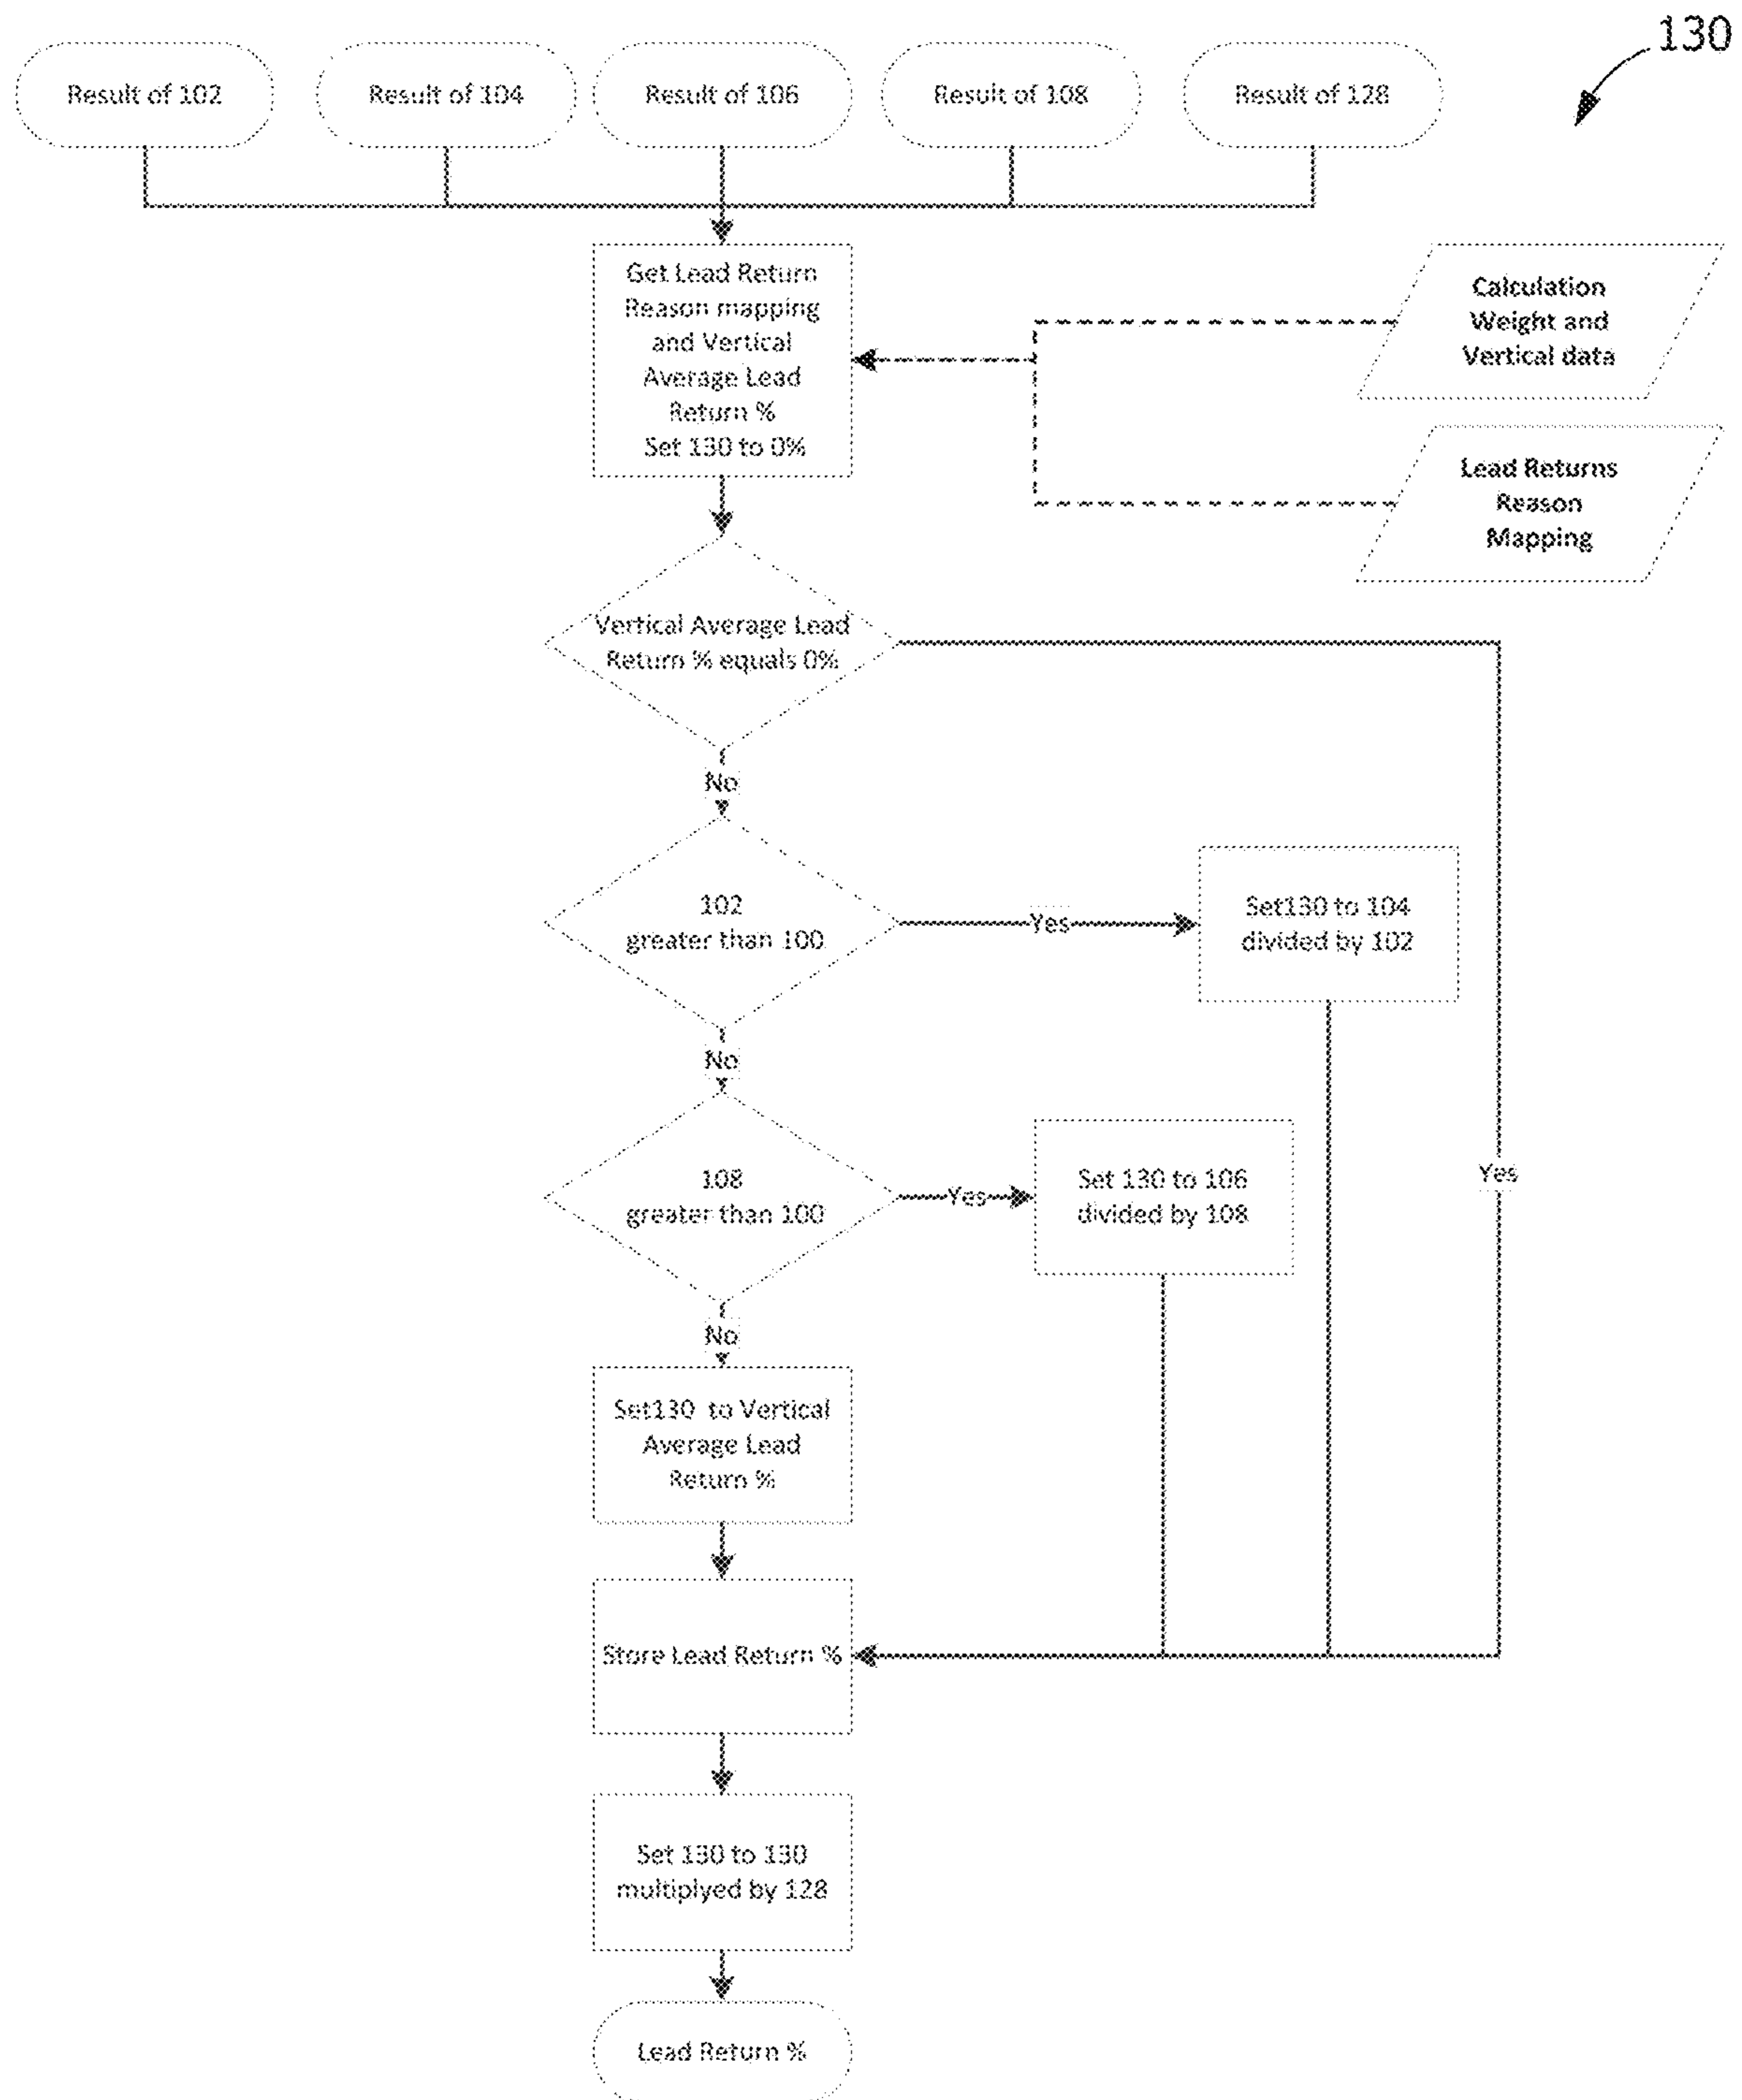 130
Result of 102
Result of 104
Result of 106
Result of 108
Result of 128
Get Lead Return
Reason mapping
and Vertical
Average Lead
Return %
Set 130 to 0%
Calculation
Weight and
Vertical data
Lead Returns
Reason
Mapping
Vertical Average Lead
Return % equals 0%
No
102
greater than 100
Yes
Set130 to 104
divided by 102
No
108
greater than 100
Yes
Set 130 to 106
divided by 108
Yes
No
Set130 to Vertical
Average Lead
Return %
Store Lead Return %
Set 130 to 130
multiplyed by 128
Lead Return %